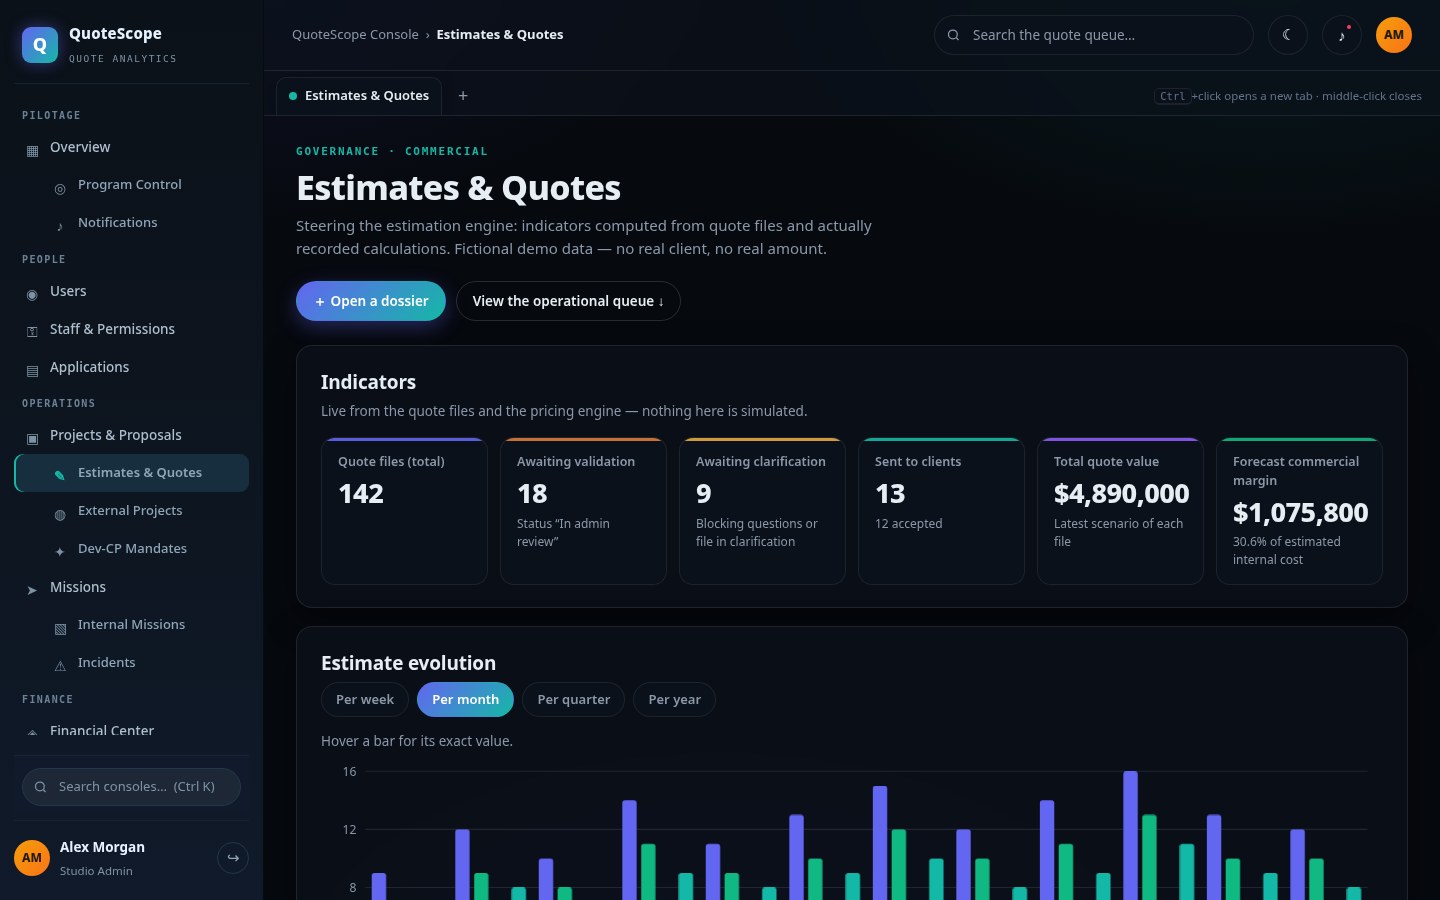 Q
QuoteScope
QUOTE ANALYTICS
PILOTAGE
Overview
Program Control
Notifications
PEOPLE
Users
Staff & Permissions
Applications
OPERATIONS
Projects & Proposals
Estimates & Quotes
External Projects
Dev-CP Mandates
Missions
Internal Missions
Incidents
FINANCE
Financial Center
Search consoles... (Ctrl K)
AM
Alex Morgan
Studio Admin
QuoteScope Console › Estimates & Quotes
Search the quote queue...
AM
Estimates & Quotes
+
Ctrl+click opens a new tab · middle-click closes
GOVERNANCE · COMMERCIAL
Estimates & Quotes
Steering the estimation engine: indicators computed from quote files and actually
recorded calculations. Fictional demo data — no real client, no real amount.
+ Open a dossier
View the operational queue ↓
Indicators
Live from the quote files and the pricing engine — nothing here is simulated.
Quote files (total)
142
Awaiting validation
18
Status “In admin
review”
Awaiting clarification
9
Blocking questions or
file in clarification
Sent to clients
13
12 accepted
Total quote value
$4,890,000
Latest scenario of each
file
Forecast commercial
margin
$1,075,800
30.6% of estimated
internal cost
Estimate evolution
Per week
Per month
Per quarter
Per year
Hover a bar for its exact value.
16
12
8